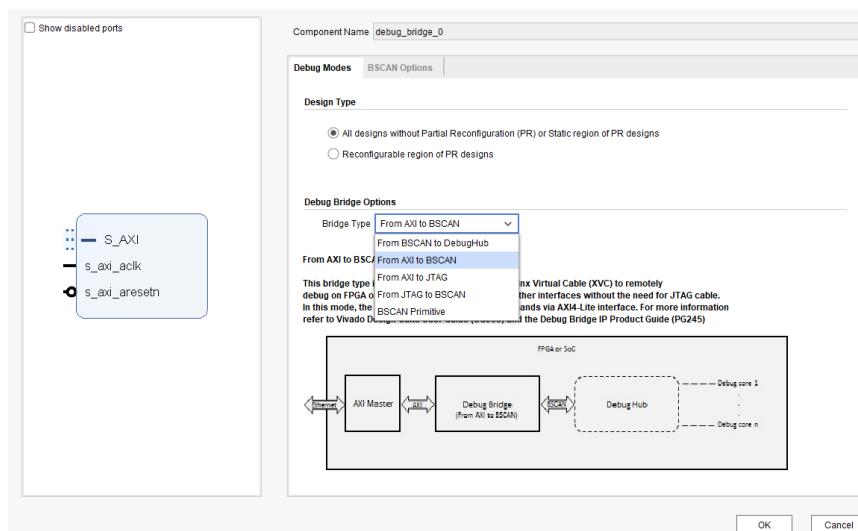 Show disabled ports
S_AXI
s_axi_aclk
s_axi_aresetn
Component Name debug_bridge_0
Debug Modes BSCAN Options
Design Type
All designs without Partial Reconfiguration (PR) or Static region of PR designs
Reconfigurable region of PR designs
Debug Bridge Options
Bridge Type From AXI to BSCAN
From BSCAN to DebugHub
From AXI to BSCAN
From AXI to JTAG
From JTAG to BSCAN
BSCAN Primitive
From AXI to BSCA
This bridge type i nx Virtual Cable (XVC) to remotely
debug on FPGA o ther interfaces without the need for JTAG cable.
In this mode, the ands via AXI4-Lite interface. For more information
refer to Vivado D and the Debug Bridge IP Product Guide (PG245)
FPGA or SoC
Ethernet
AXI Master
AXI
Debug Bridge
(From AXI to BSCAN)
BSCAN
Debug Hub
Debug core 1
Debug core n
OK Cancel